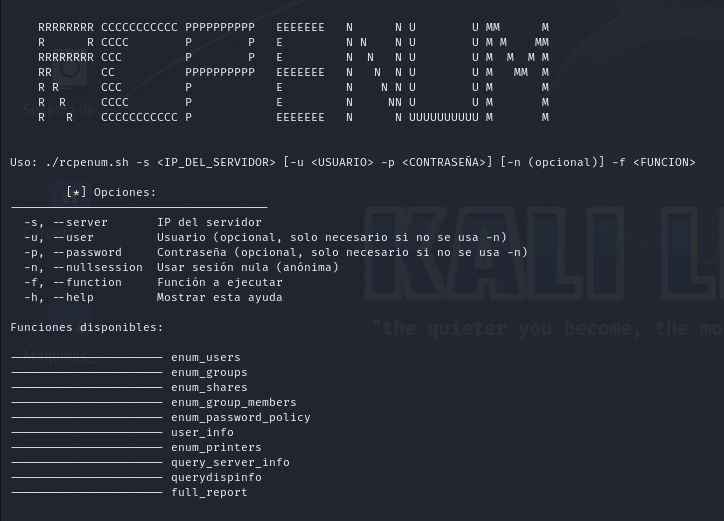 RRRRRRRR CCCCCCCCCCC PPPPPPPPPP   EEEEEEE   N      N U        U MM      M
R       R CCCC        P        P   E         N N    N U        U M M    MM
RRRRRRRR CCC         P        P   E         N  N   N U        U M  M  M M
RR       CC          PPPPPPPPPP   EEEEEEE   N   N  N U        U M   MM  M
R R      CCC         P            E         N    N N U        U M       M
R  R     CCCC        P            E         N     NN U        U M       M
R   R    CCCCCCCCCCC P            EEEEEEE   N      N UUUUUUUUUU M       M
Uso: ./rcpenum.sh -s <IP_DEL_SERVIDOR> [-u <USUARIO> -p <CONTRASEÑA>] [-n (opcional)] -f <FUNCION>
[*] Opciones:
-s, --server       IP del servidor
-u, --user         Usuario (opcional, solo necesario si no se usa -n)
-p, --password     Contraseña (opcional, solo necesario si no se usa -n)
-n, --nullsession  Usar sesión nula (anónima)
-f, --function     Función a ejecutar
-h, --help         Mostrar esta ayuda
KALI L
"the quieter you become, the mo
Funciones disponibles:
enum_users
enum_groups
enum_shares
enum_group_members
enum_password_policy
user_info
enum_printers
query_server_info
querydispinfo
full_report